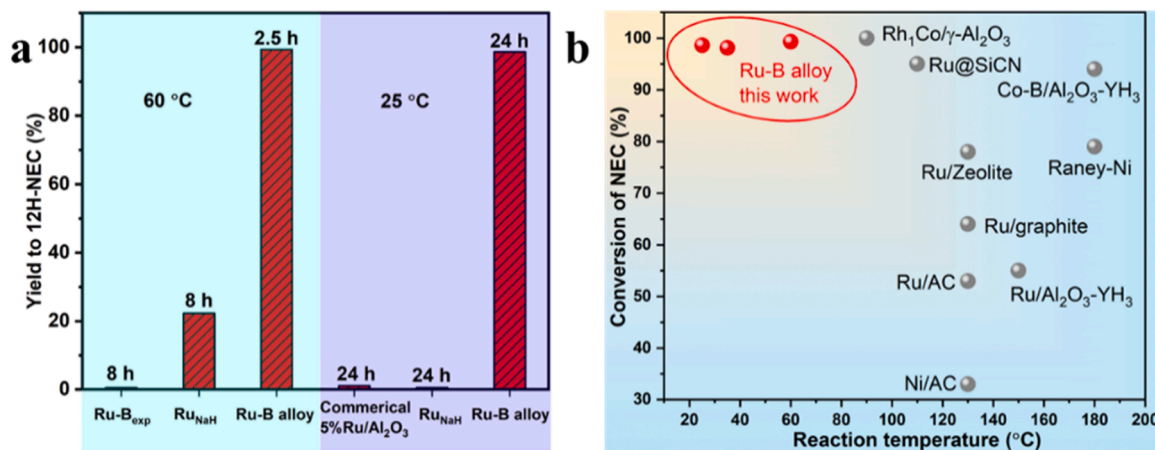 a
Yield to 12H-NEC (%)
100
80
60
40
20
0
60 °C
25 °C
8 h
8 h
2.5 h
24 h
24 h
24 h
Ru-Bexp
RuNaH
Ru-B alloy
Commerical
5%Ru/Al2O3
RuNaH
Ru-B alloy
b
Conversion of NEC (%)
100
90
80
70
60
50
40
30
Ru-B alloy
this work
Rh1Co/γ-Al2O3
Ru@SiCN
Co-B/Al2O3-YH3
Ru/Zeolite
Raney-Ni
Ru/graphite
Ru/AC
Ru/Al2O3-YH3
Ni/AC
20 40 60 80 100 120 140 160 180 200
Reaction temperature (°C)